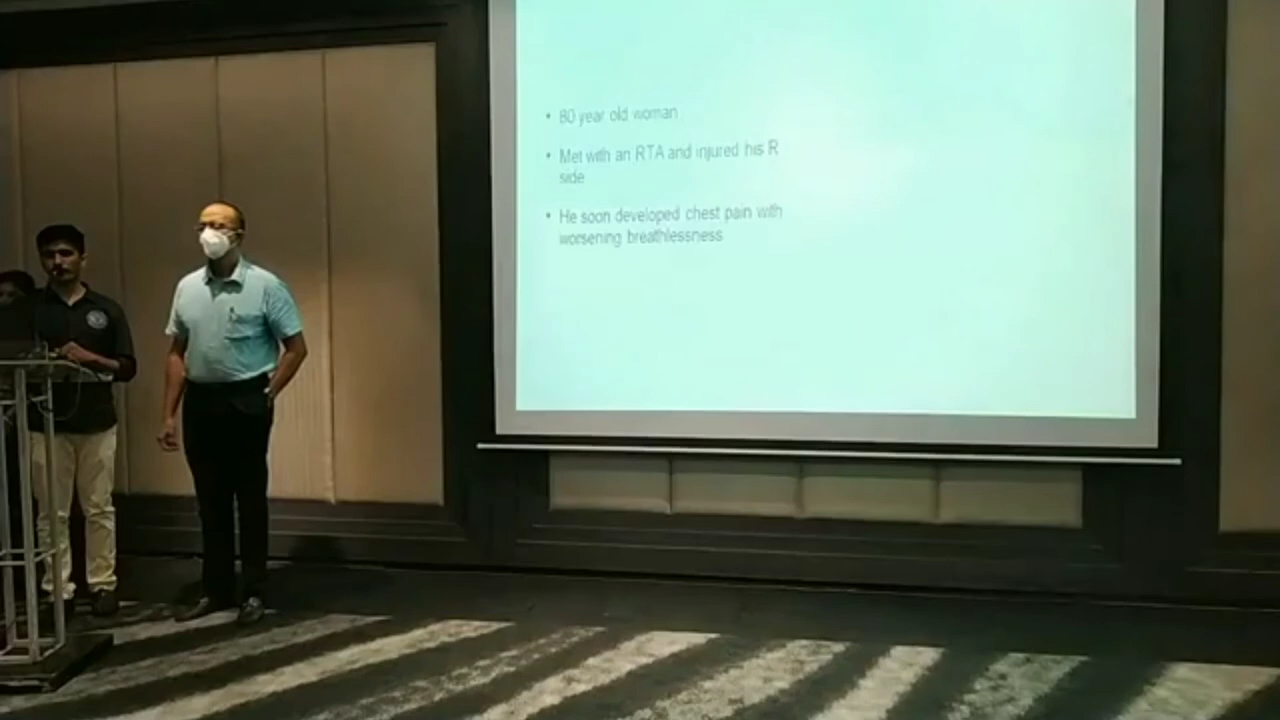 • 80 year old woman
• Met with an RTA and injured his R
side
• He soon developed chest pain with
worsening breathlessness